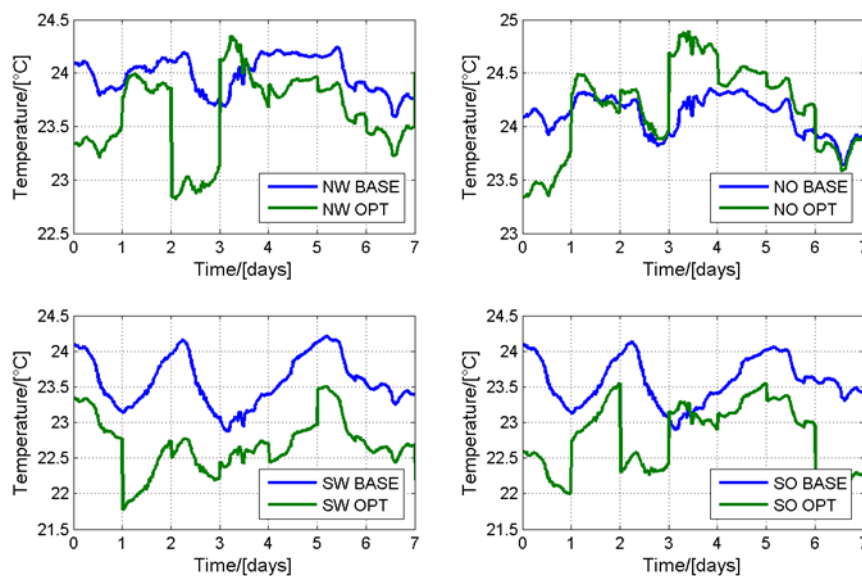 Temperature/[°C]
24.5
24
23.5
23
22.5
0 1 2 3 4 5 6 7
Time/[days]
NW BASE
NW OPT
Temperature/[°C]
25
24.5
24
23.5
23
0 1 2 3 4 5 6 7
Time/[days]
NO BASE
NO OPT
Temperature/[°C]
24.5
24
23.5
23
22.5
22
21.5
0 1 2 3 4 5 6 7
Time/[days]
SW BASE
SW OPT
Temperature/[°C]
24.5
24
23.5
23
22.5
22
21.5
0 1 2 3 4 5 6 7
Time/[days]
SO BASE
SO OPT